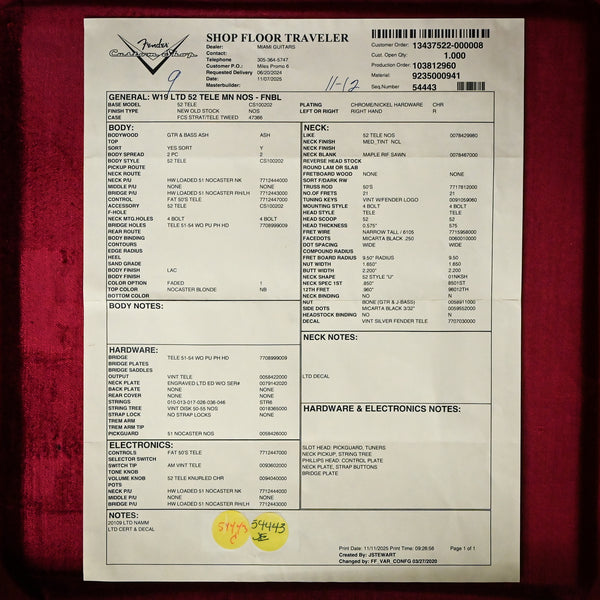 Fender
Custom Shop
SHOP FLOOR TRAVELER
Dealer: MIAMI GUITARS
Contact:
Telephone 305-364-5747
Customer P.O.: Miles Promo 6
Requested Delivery 06/20/2024
Date: 11/07/2025
Masterbuilder:
Customer Order: 13437522-000008
Cust. Open Qty: 1.000
Production Order: 103812960
Material: 9235000941
Seq.Number 54443
9
11-12
GENERAL: W19 LTD 52 TELE MN NOS - FNBL
BASE MODEL 52 TELE CS100202 PLATING CHROME/NICKEL HARDWARE CHR
FINISH TYPE NEW OLD STOCK NOS LEFT OR RIGHT RIGHT HAND R
CASE FCS STRAT/TELE TWEED 47366
BODY:
BODYWOOD GTR & BASS ASH ASH
TOP
SORT YES SORT Y
BODY SPREAD 2 PC 2
BODY STYLE 52 TELE CS100202
PICKUP ROUTE
NECK ROUTE
NECK P/U HW LOADED 51 NOCASTER NK 7712444000
MIDDLE P/U NONE NONE
BRIDGE P/U HW LOADED 51 NOCASTER RH/LH 7712443000
CONTROL FAT 50'S TELE 7712447000
ACCESSORY 52 TELE CS100202
F-HOLE
NECK MTG.HOLES 4 BOLT 4 BOLT
BRIDGE HOLES TELE 51-54 WO PU PH HD 7708999009
REAR ROUTE
BODY BINDING
CONTOURS
EDGE RADIUS
HEEL
SAND GRADE
BODY FINISH LAC
BODY FINISH
COLOR OPTION FADED 1
TOP COLOR NOCASTER BLONDE NB
BOTTOM COLOR
BODY NOTES:
HARDWARE:
BRIDGE TELE 51-54 WO PU PH HD 7708999009
BRIDGE PLATES
BRIDGE SADDLES
OUTPUT VINT TELE 0058422000
NECK PLATE ENGRAVED LTD ED W/O SER# 0079142020
BACK PLATE NONE NONE
REAR COVER NONE NONE
STRINGS 010-013-017-026-036-046 STR6
STRING TREE VINT DISK 50-55 NOS 0018365000
STRAP LOCKS NO STRAP LOCKS NONE
TREM ARM
TREM ARM TIP
PICKGUARD 51 NOCASTER NOS 0058426000
ELECTRONICS:
CONTROLS FAT 50'S TELE 7712447000
SELECTOR SWITCH
SWITCH TIP AM VINT TELE 0093602000
TONE KNOB
VOLUME KNOB 52 TELE KNURLED CHR 0094040000
POTS
NECK P/U HW LOADED 51 NOCASTER NK 7712444000
MIDDLE P/U NONE NONE
BRIDGE P/U HW LOADED 51 NOCASTER RH/LH 7712443000
NOTES:
20109 LTD NAMM
LTD CERT & DECAL
54443
C
54443
JE
NECK:
LIKE 52 TELE NOS 0078429980
NECK FINISH MED_TINT NCL
NECK FINISH
NECK BLANK MAPLE RIF SAWN 0078487000
REVERSE HEAD STOCK
ROUND LAM OR SLAB
FRETBOARD WOOD NONE NONE
SORT F/DARK RW
TRUSS ROD 50'S 7717812000
NO.OF FRETS 21 21
TUNING KEYS VINT W/FENDER LOGO 0091059060
MOUNTING STYLE 4 BOLT 4 BOLT
HEAD STYLE TELE TELE
HEAD SCOOP 52 52
HEAD THICKNESS 0.575" 575
FRET WIRE NARROW TALL / 6105 7715958000
FACEDOTS MICARTA BLACK .250 0060010000
DOT SPACING WIDE WIDE
COMPOUND RADIUS
FRET BOARD RADIUS 9.50" RADIUS 9.50
NUT WIDTH 1.650" 1.650
BUTT WIDTH 2.200" 2.200
NECK SHAPE 52 STYLE "U" 01NKSH
NECK SPEC 1ST .850" 8501ST
12TH FRET .960" 96012TH
NECK BINDING NO N
NUT BONE (GTR & J-BASS) 0056911000
SIDE DOTS MICARTA BLACK 3/32" 0059552000
HEADSTOCK BINDING NO N
DECAL VINT SILVER FENDER TELE 7707030000
NECK NOTES:
LTD DECAL
HARDWARE & ELECTRONICS NOTES:
SLOT HEAD: PICKGUARD, TUNERS
NECK PICKUP, STRING TREE
PHILLIPS HEAD: CONTROL PLATE
NECK PLATE, STRAP BUTTONS
BRIDGE PLATE
Print Date: 11/11/2025 Print Time: 09:28:56 Page 1 of 1
Created By: JSTEWART
Changed by: FF_VAR_CONFG 03/27/2020